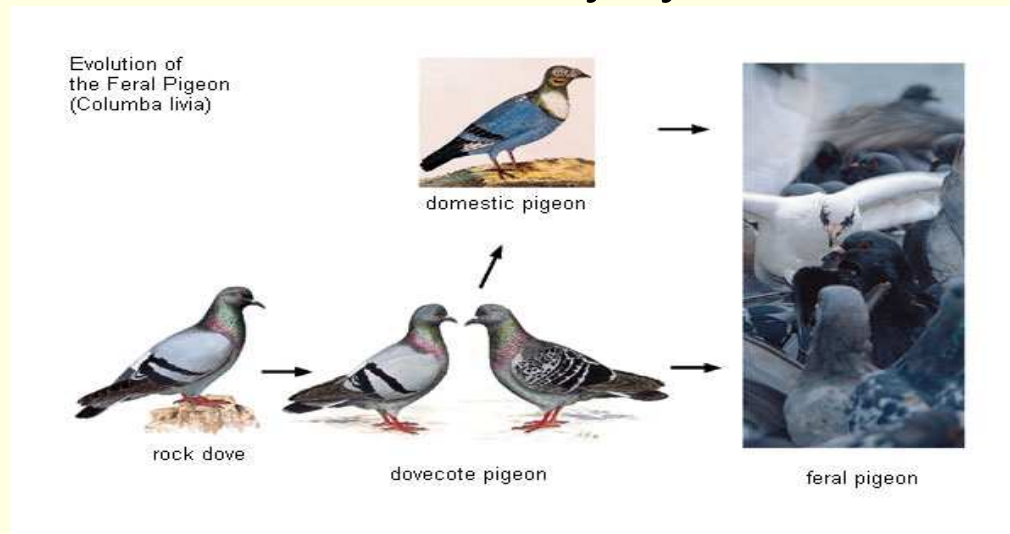 Evolution of
the Feral Pigeon
(Columba livia)
domestic pigeon
rock dove
dovecote pigeon
feral pigeon